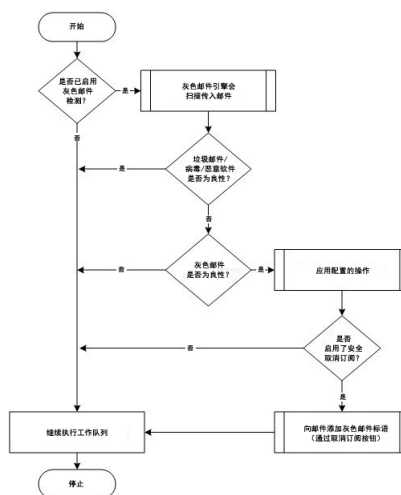 开始
是否已启用
灰色邮件
检测?
是
灰色邮件引擎会
扫描传入邮件
否
垃圾邮件/
病毒/恶意软件
是否为良性?
是
否
灰色邮件
是否为良性?
否
是
应用配置的操作
是否
启用了安全
取消订阅?
否
是
继续执行工作队列
向邮件添加灰色邮件标语
(通过取消订阅按钮)
停止